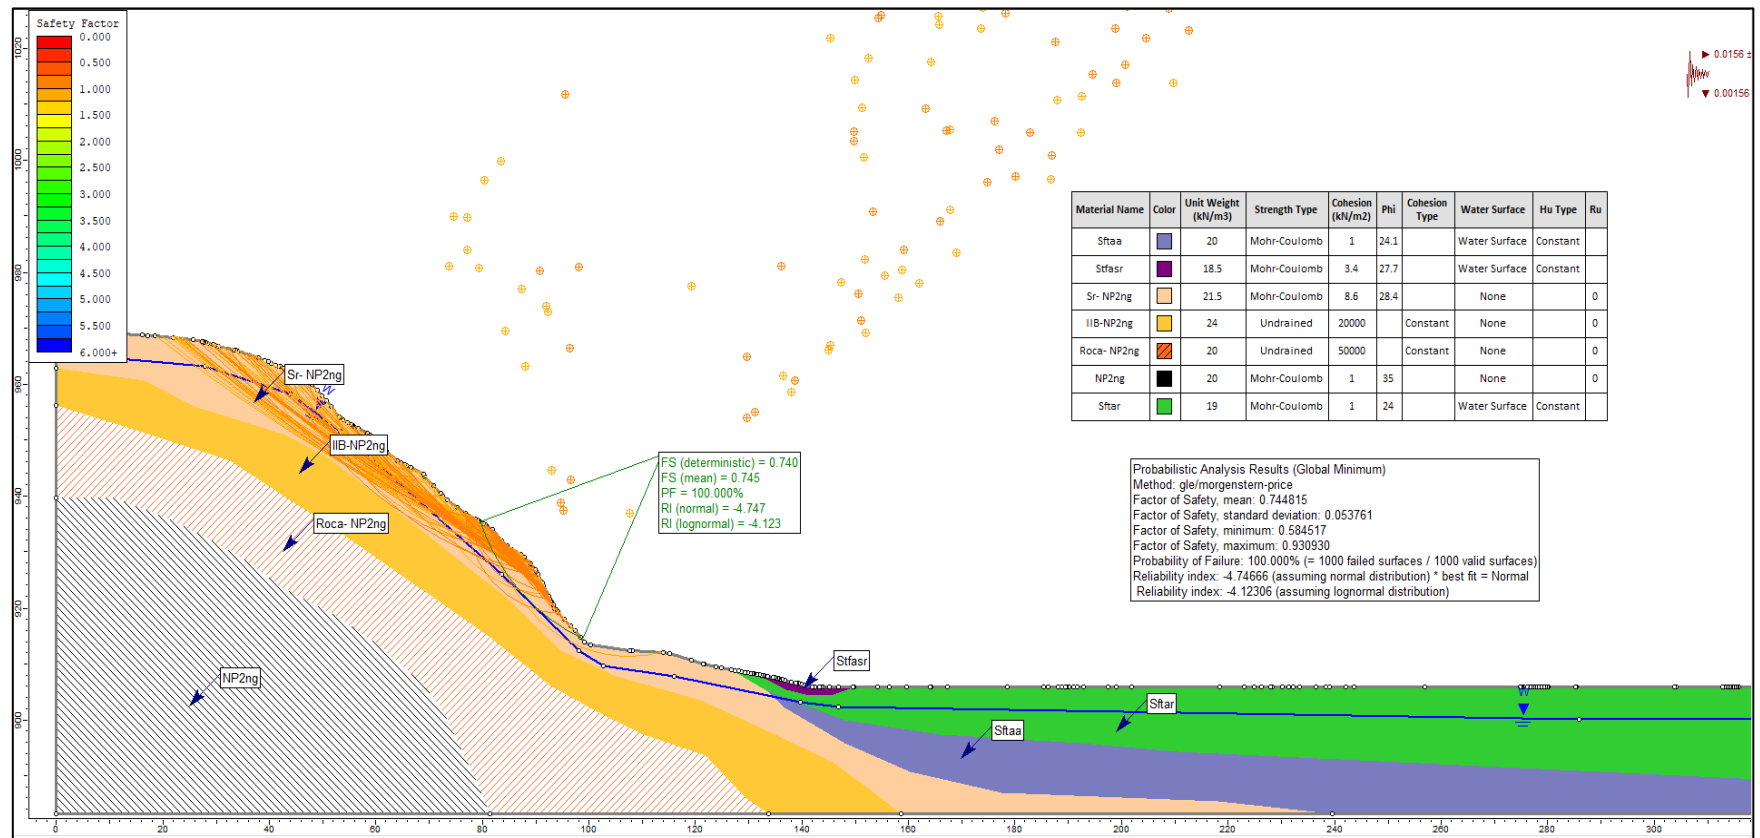 Safety Factor
0.000
0.500
1.000
1.500
2.000
2.500
3.000
3.500
4.000
4.500
5.000
5.500
6.000+
1020
1000
980
960
940
920
900
0.0156 ±
0.00156
Material Name Color Unit Weight (kN/m3) Strength Type Cohesion (kN/m2) Phi Cohesion Type Water Surface Hu Type Ru
Sftaa 20 Mohr-Coulomb 1 24.1 Water Surface Constant
Stfasr 18.5 Mohr-Coulomb 3.4 27.7 Water Surface Constant
Sr- NP2ng 21.5 Mohr-Coulomb 8.6 28.4 None 0
IIB-NP2ng 24 Undrained 20000 Constant None 0
Roca- NP2ng 20 Undrained 50000 Constant None 0
NP2ng 20 Mohr-Coulomb 1 35 None 0
Sftar 19 Mohr-Coulomb 1 24 Water Surface Constant
Sr- NP2ng
W
IIB-NP2ng
Roca- NP2ng
NP2ng
FS (deterministic) = 0.740
FS (mean) = 0.745
PF = 100.000%
RI (normal) = -4.747
RI (lognormal) = -4.123
Probabilistic Analysis Results (Global Minimum)
Method: gle/morgenstern-price
Factor of Safety, mean: 0.744815
Factor of Safety, standard deviation: 0.053761
Factor of Safety, minimum: 0.584517
Factor of Safety, maximum: 0.930930
Probability of Failure: 100.000% (= 1000 failed surfaces / 1000 valid surfaces)
Reliability index: -4.74666 (assuming normal distribution) * best fit = Normal
Reliability index: -4.12306 (assuming lognormal distribution)
Stfasr
Sftar
W
Sftaa
0 20 40 60 80 100 120 140 160 180 200 220 240 260 280 300